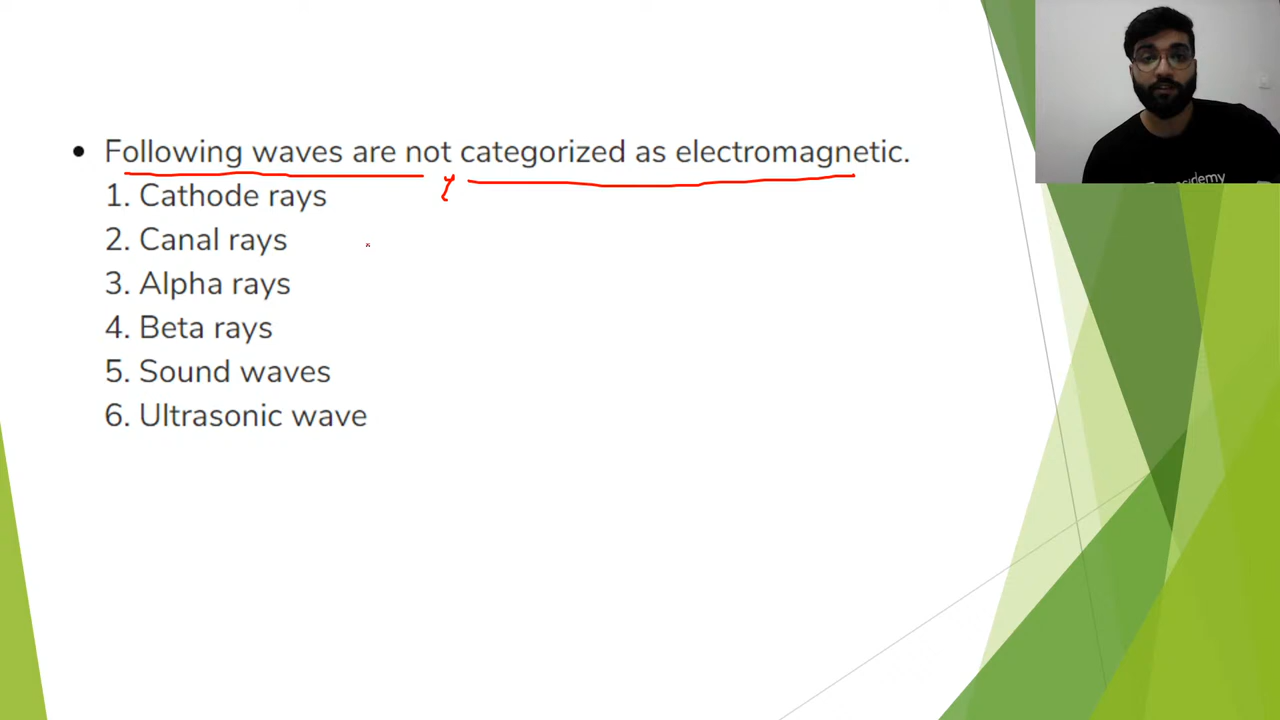 • Following waves are not categorized as electromagnetic.
1. Cathode rays
2. Canal rays
3. Alpha rays
4. Beta rays
5. Sound waves
6. Ultrasonic wave